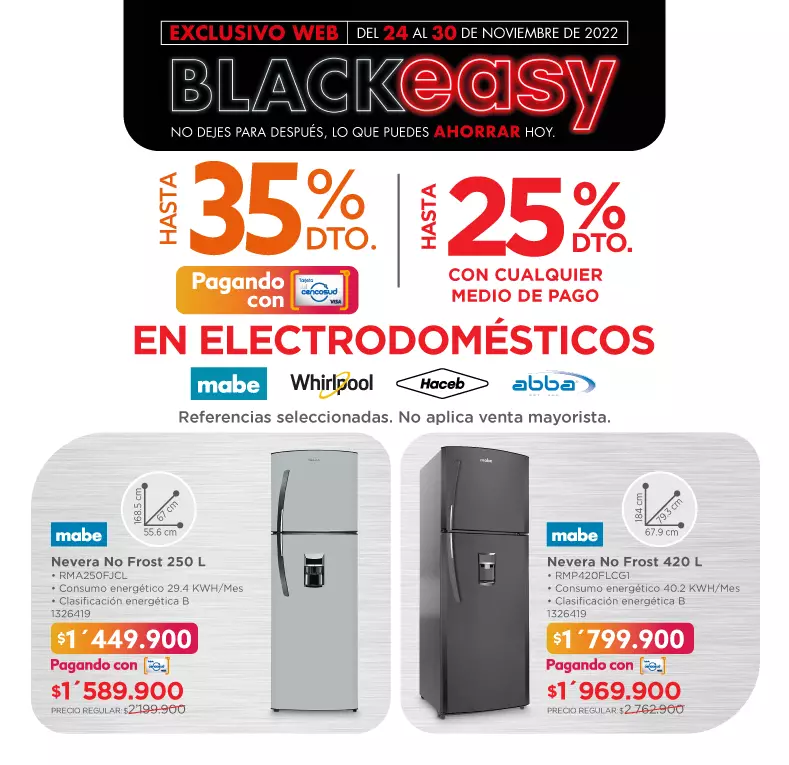 EXCLUSIVO WEB | DEL 24 AL 30 DE NOVIEMBRE DE 2022
BLACKeasy
NO DEJES PARA DESPUÉS, LO QUE PUEDES AHORRAR HOY.
HASTA 35% DTO.
Pagando con Tarjeta cencosud VISA
HASTA 25% DTO.
CON CUALQUIER
MEDIO DE PAGO
EN ELECTRODOMÉSTICOS
mabe Whirlpool Haceb abba
Referencias seleccionadas. No aplica venta mayorista.
168.5 cm
67 cm
55.6 cm
mabe
Nevera No Frost 250 L
• RMA250FJCL
• Consumo energético 29.4 KWH/Mes
• Clasificación energética B
1326419
$1´449.900
Pagando con
$1´589.900
PRECIO REGULAR: $2'199.900
mabe
184 cm
79.3 cm
67.9 cm
mabe
Nevera No Frost 420 L
• RMP420FLCG1
• Consumo energético 40.2 KWH/Mes
• Clasificación energética B
1326419
$1´799.900
Pagando con
$1´969.900
PRECIO REGULAR: $2.762.900